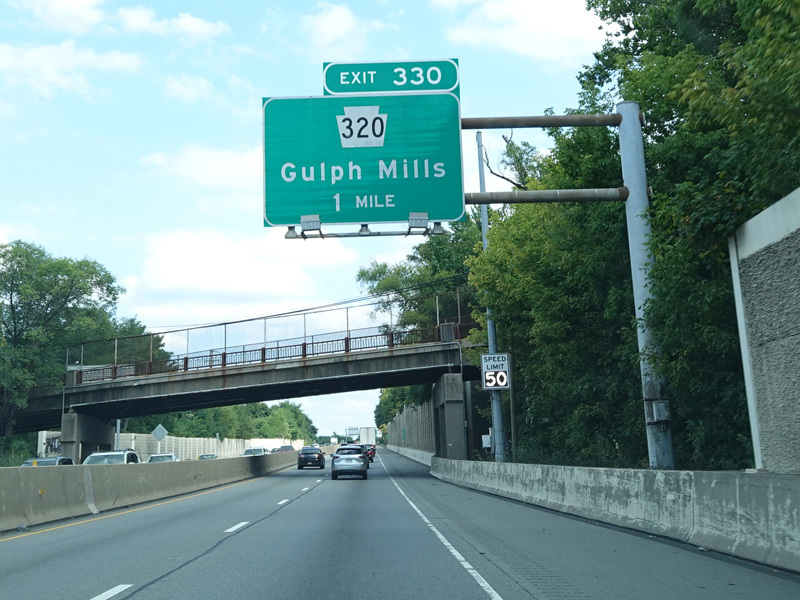 EXIT 330
320
Gulph Mills
1 MILE
SPEED
LIMIT
50